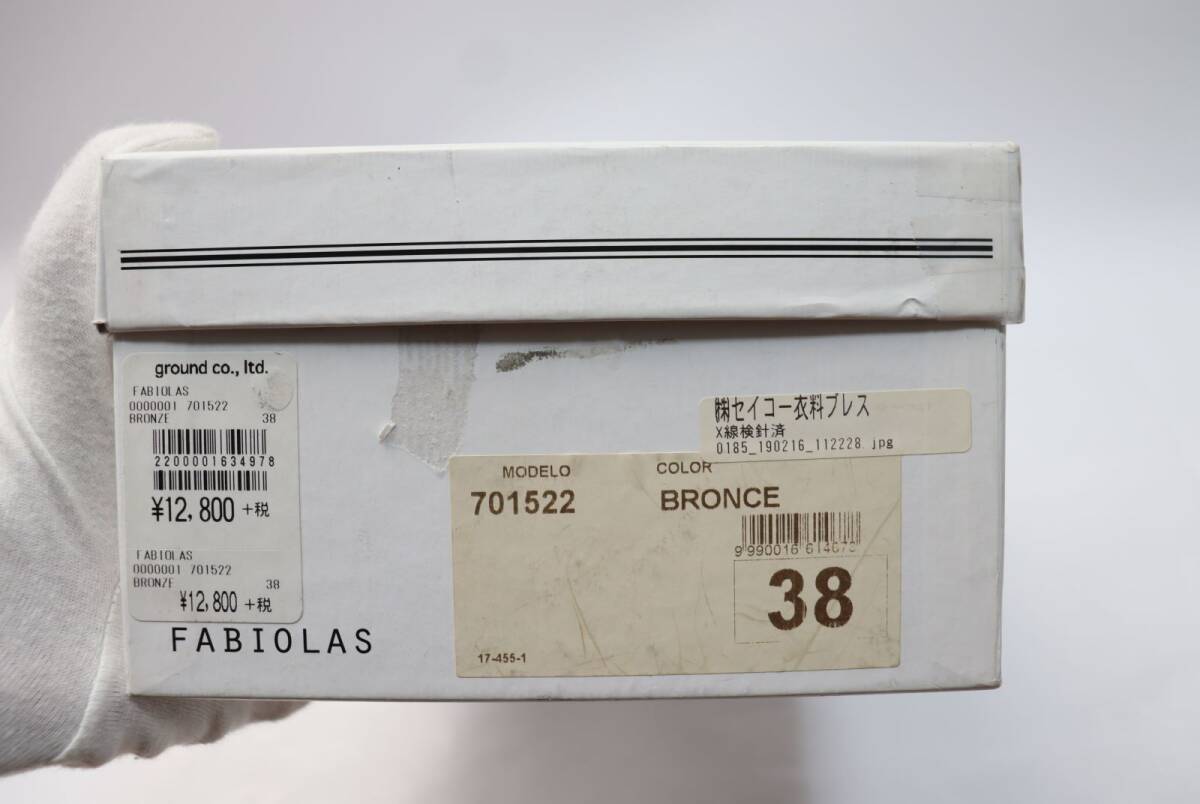 ground co., ltd.
FABIOLAS
0000001 701522
BRONZE 38
2200001634978
¥12,800 +税
FABIOLAS
0000001 701522
BRONZE 38
¥12,800 +税
FABIOLAS
㈱セイコー衣料プレス
X線検針済
0185_190216_112228.jpg
MODELO COLOR
701522 BRONCE
9990016
38
17-455-1